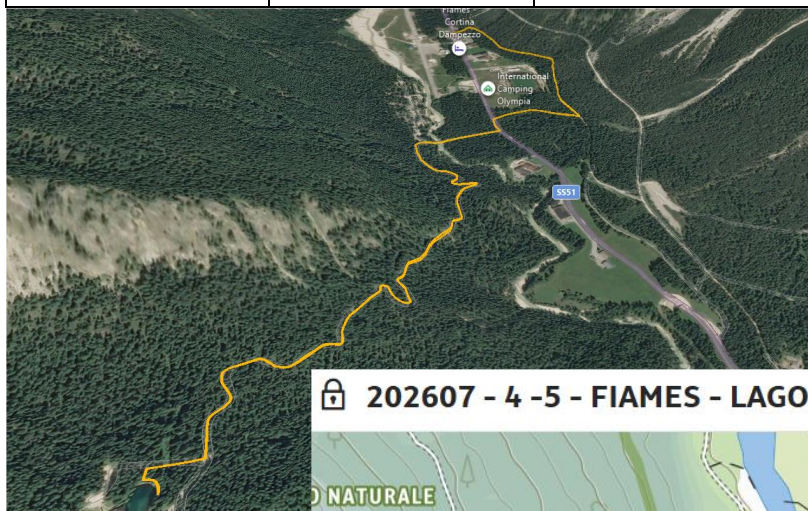 Fiames -
Cortina
Dampezzo
International
Camping
Olympia
SS51
202607 - 4 -5 - FIAMES - LAGO
O NATURALE